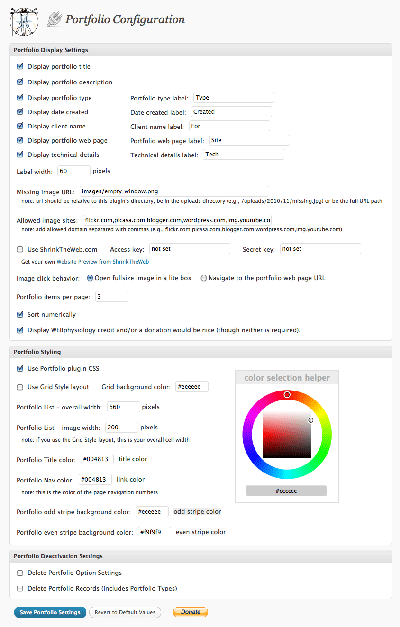 Portfolio Configuration
Portfolio Display Settings
Display portfolio title
Display portfolio description
Display portfolio type Portfolio type label: Type
Display date created Date created label: Created
Display client name Client name label: For
Display portfolio web page Portfolio web page label: Site
Display technical details Technical details label: Tech
Label width: 60 pixels
Missing image URL: images/empty_window.png
note: url should be relative to this plugin's directory, be in the uploads directory (e.g., /uploads/2010/11/missing.jpg) or be the full URL path
Allowed image sites: flickr.com,picasa.com,blogger.com,wordpress.com,img.youtube.co
note: add allowed domain separated with commas (e.g., flickr.com,picasa.com,blogger.com,wordpress.com,img.youtube.com)
Use ShrinkTheWeb.com Access key: not set Secret key: not set
Get your own Website Preview from ShrinkTheWeb
Image click behavior: Open fullsize image in a lite box Navigate to the portfolio web page URL
Portfolio items per page: 3
Sort numerically
Display WEBphysiology credit and/or a donation would be nice (though neither is required).
Portfolio Styling
Use Portfolio plugin CSS
Use Grid Style layout Grid background color: #eeeeee
color selection helper
Portfolio List - overall width: 560 pixels
Portfolio List - image width: 200 pixels
note: if you use the Grid Style layout, this is your overall cell width
Portfolio Title color: #004813 title color
Portfolio Nav color: #004813 link color
#eeeeee
note: this is the color of the page navigation numbers
Portfolio odd stripe background color: #eeeeee odd stripe color
Portfolio even stripe background color: #f9f9f9 even stripe color
Portfolio Deactivation Settings
Delete Portfolio Option Settings
Delete Portfolio Records (includes Portfolio Types)
Save Portfolio Settings Revert to Default Values Donate